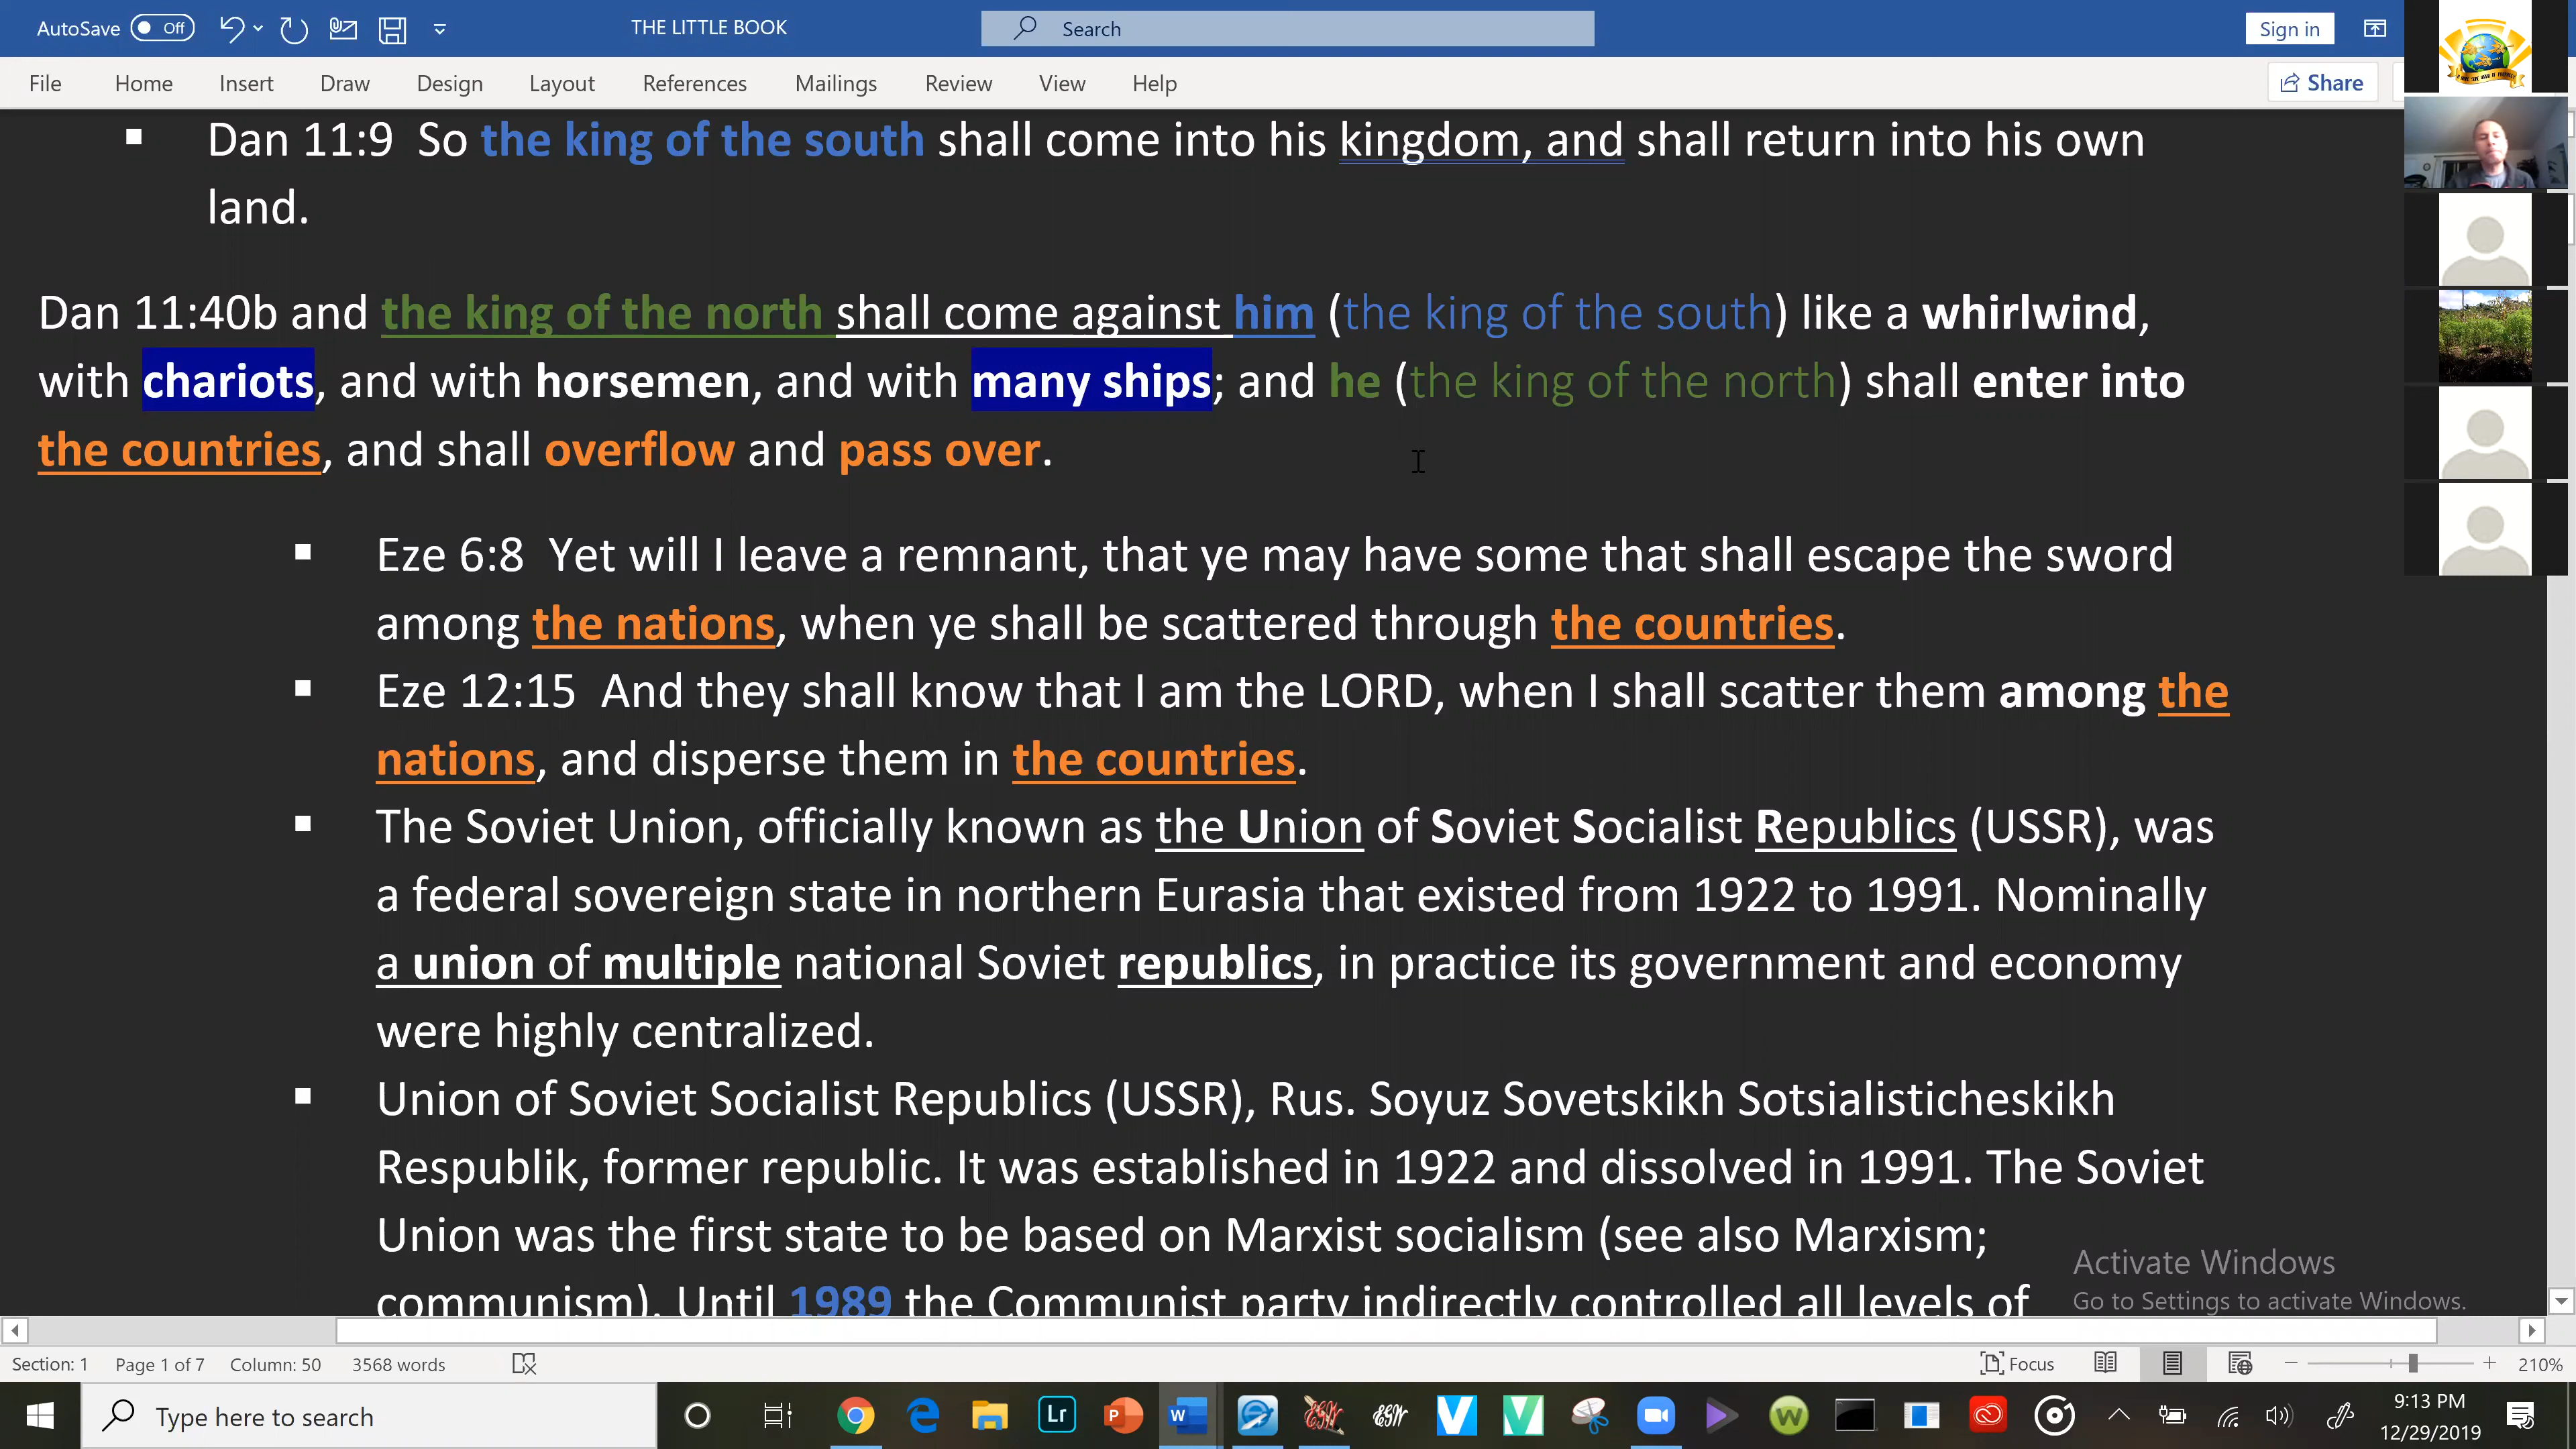 AutoSave Off THE LITTLE BOOK Search Sign in
File Home Insert Draw Design Layout References Mailings Review View Help Share
▪ Dan 11:9 So the king of the south shall come into his kingdom, and shall return into his own
land.
Dan 11:40b and the king of the north shall come against him (the king of the south) like a whirlwind,
with chariots, and with horsemen, and with many ships; and he (the king of the north) shall enter into
the countries, and shall overflow and pass over.
▪ Eze 6:8 Yet will I leave a remnant, that ye may have some that shall escape the sword
among the nations, when ye shall be scattered through the countries.
▪ Eze 12:15 And they shall know that I am the LORD, when I shall scatter them among the
nations, and disperse them in the countries.
▪ The Soviet Union, officially known as the Union of Soviet Socialist Republics (USSR), was
a federal sovereign state in northern Eurasia that existed from 1922 to 1991. Nominally
a union of multiple national Soviet republics, in practice its government and economy
were highly centralized.
▪ Union of Soviet Socialist Republics (USSR), Rus. Soyuz Sovetskikh Sotsialisticheskikh
Respublik, former republic. It was established in 1922 and dissolved in 1991. The Soviet
Union was the first state to be based on Marxist socialism (see also Marxism;
communism). Until 1989 the Communist party indirectly controlled all levels of
Activate Windows
Go to Settings to activate Windows.
Section: 1 Page 1 of 7 Column: 50 3568 words Focus 210%
Type here to search
Lr
P
W
EGW
EGW
V
V
W
9:13 PM
12/29/2019